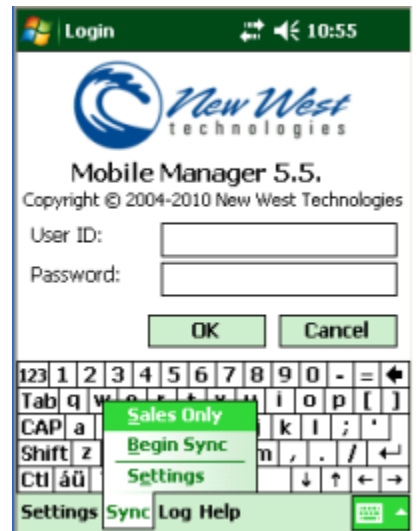 Login 10:55
New West
technologies
Mobile Manager 5.5.
Copyright © 2004-2010 New West Technologies
User ID:
Password:
OK Cancel
123 1 2 3 4 5 6 7 8 9 0 - =
Tab q w o p [ ]
CAP a k l ; '
Shift z m , . /
Ctl áü
Sales Only
Begin Sync
Settings
Settings Sync Log Help